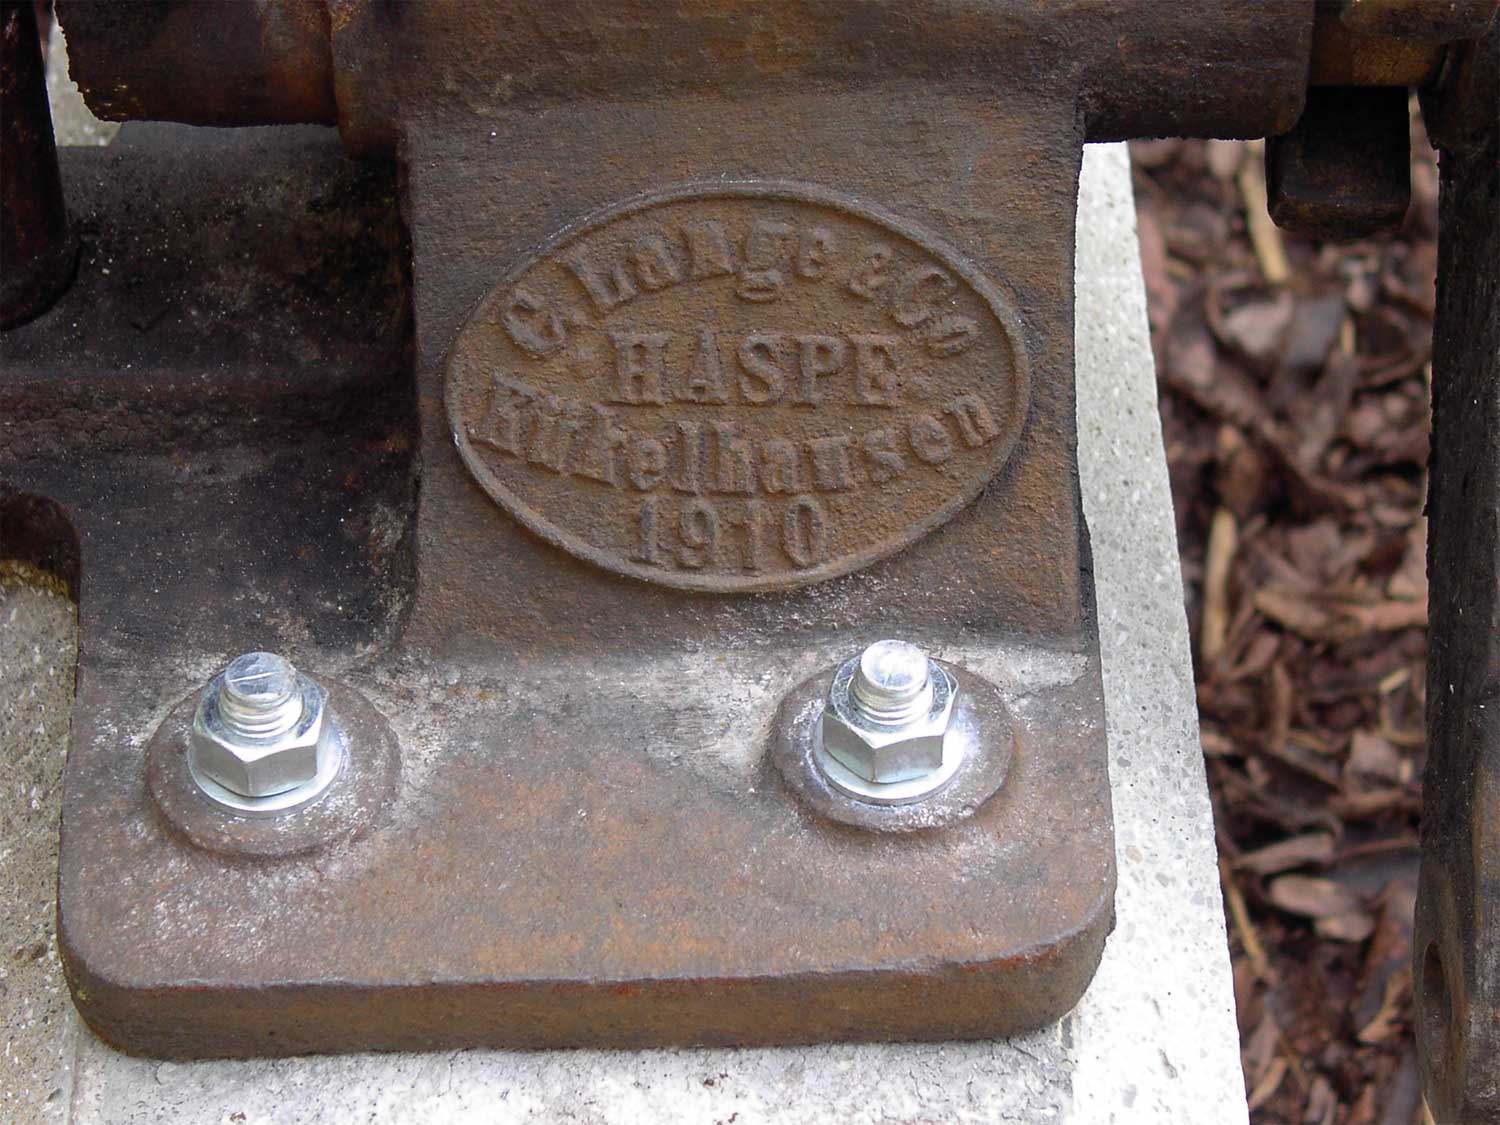 C. Lange & Co
· HASPE ·
Kückelhausen
1910